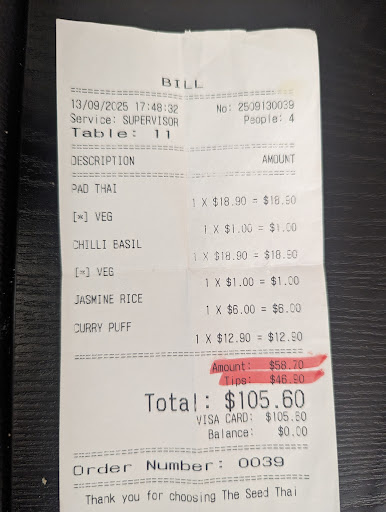 BILL
13/09/2025 17:48:32 No: 2509130039
Service: SUPERVISOR People: 4
Table: 11
DESCRIPTION AMOUNT
PAD THAI
1 X $18.90 = $18.90
[*] VEG
1 X $1.00 = $1.00
CHILLI BASIL
1 X $18.90 = $18.90
[*] VEG
1 X $1.00 = $1.00
JASMINE RICE
1 X $6.00 = $6.00
CURRY PUFF
1 X $12.90 = $12.90
Amount: $58.70
Tips: $46.90
Total: $105.60
VISA CARD: $105.60
Balance: $0.00
Order Number: 0039
Thank you for choosing The Seed Thai